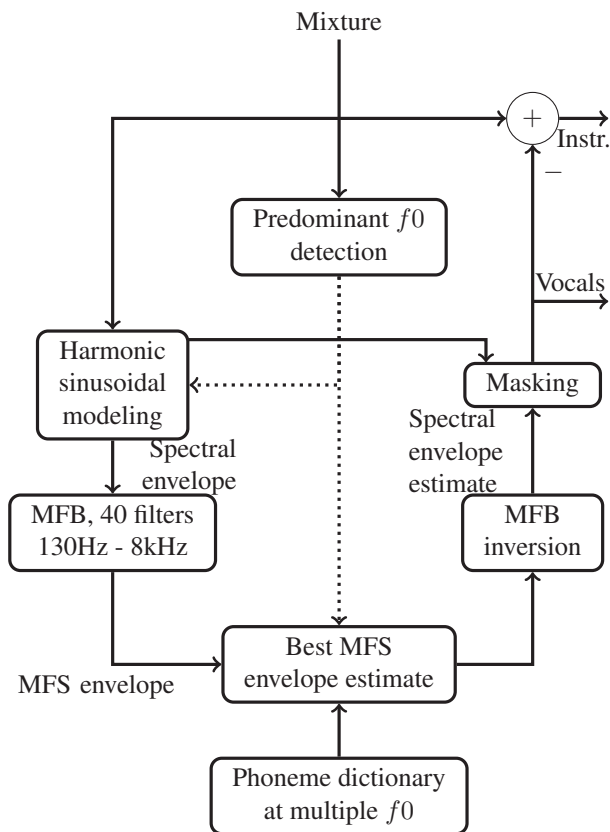 Mixture
+
Instr.
−
Predominant f0
detection
Vocals
Harmonic
sinusoidal
modeling
Masking
Spectral
envelope
Spectral
envelope
estimate
MFB, 40 filters
130Hz - 8kHz
MFB
inversion
Best MFS
envelope estimate
MFS envelope
Phoneme dictionary
at multiple f0